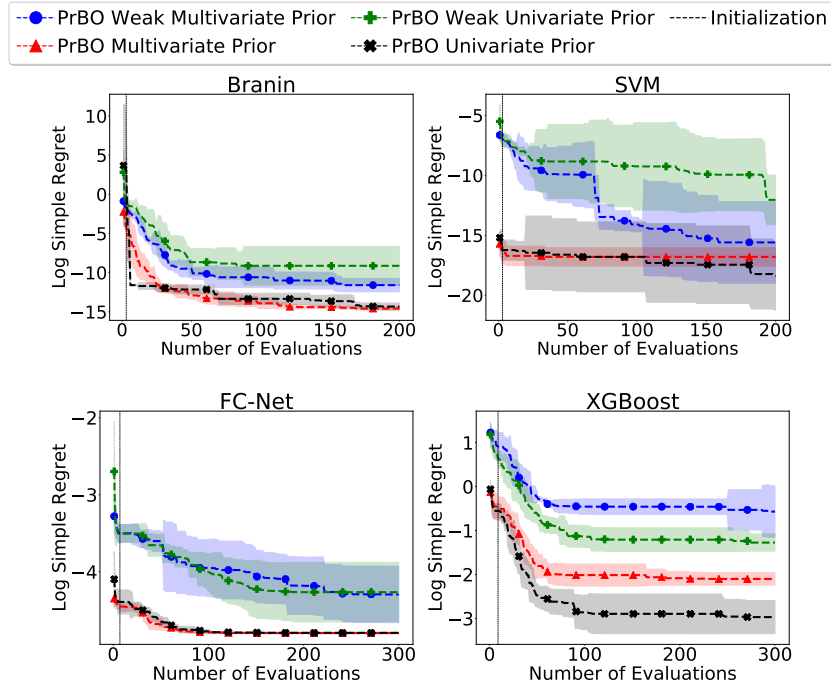 PrBO Weak Multivariate Prior PrBO Weak Univariate Prior Initialization
PrBO Multivariate Prior PrBO Univariate Prior
Branin
Log Simple Regret
10
5
0
−5
−10
−15
0 50 100 150 200
Number of Evaluations
SVM
Log Simple Regret
−5
−10
−15
−20
0 50 100 150 200
Number of Evaluations
FC-Net
Log Simple Regret
−2
−3
−4
0 100 200 300
Number of Evaluations
XGBoost
Log Simple Regret
1
0
−1
−2
−3
0 100 200 300
Number of Evaluations